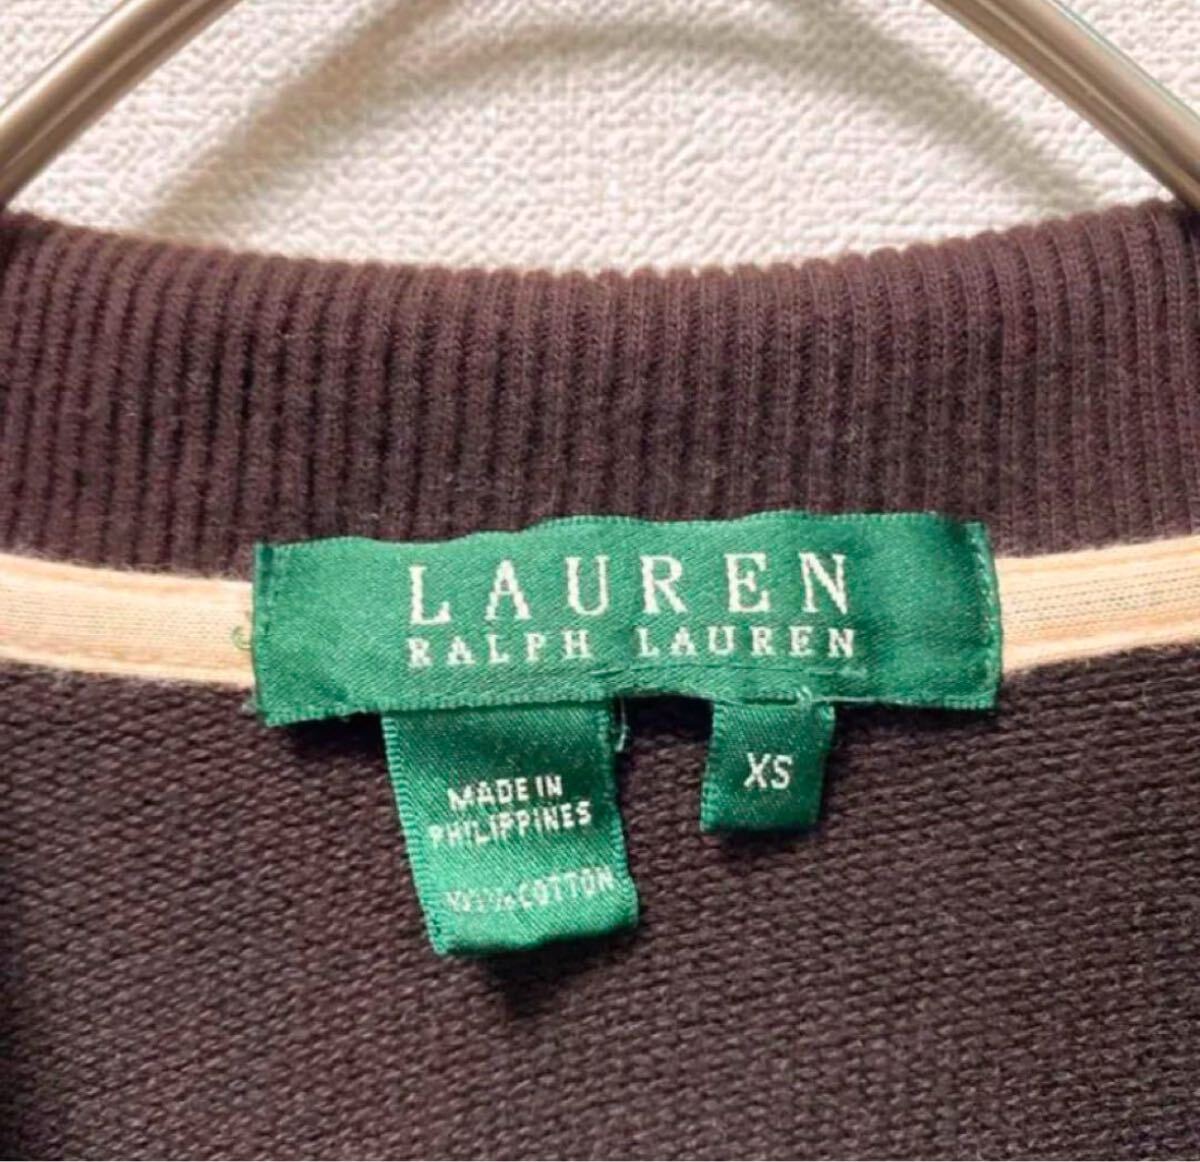 LAUREN
RALPH LAUREN
XS
MADE IN
PHILIPPINES
100% COTTON